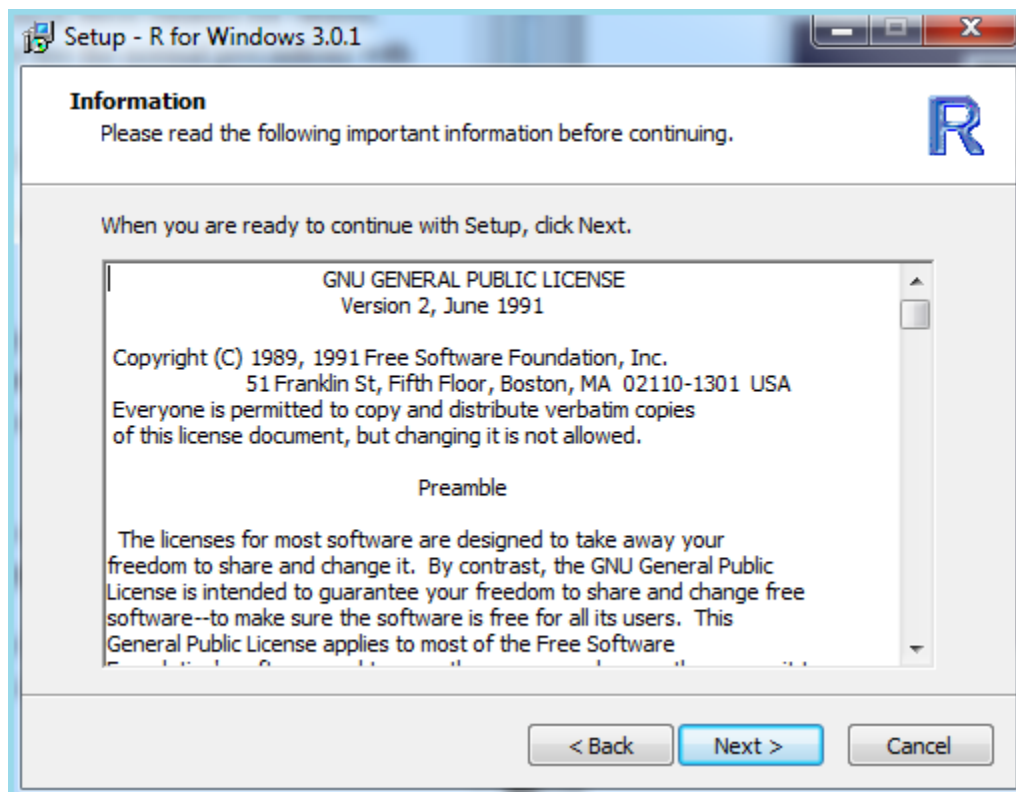 Setup - R for Windows 3.0.1
Information
Please read the following important information before continuing.
R
When you are ready to continue with Setup, click Next.
GNU GENERAL PUBLIC LICENSE
Version 2, June 1991
Copyright (C) 1989, 1991 Free Software Foundation, Inc.
51 Franklin St, Fifth Floor, Boston, MA 02110-1301 USA
Everyone is permitted to copy and distribute verbatim copies
of this license document, but changing it is not allowed.
Preamble
The licenses for most software are designed to take away your
freedom to share and change it. By contrast, the GNU General Public
License is intended to guarantee your freedom to share and change free
software--to make sure the software is free for all its users. This
General Public License applies to most of the Free Software
< Back
Next >
Cancel